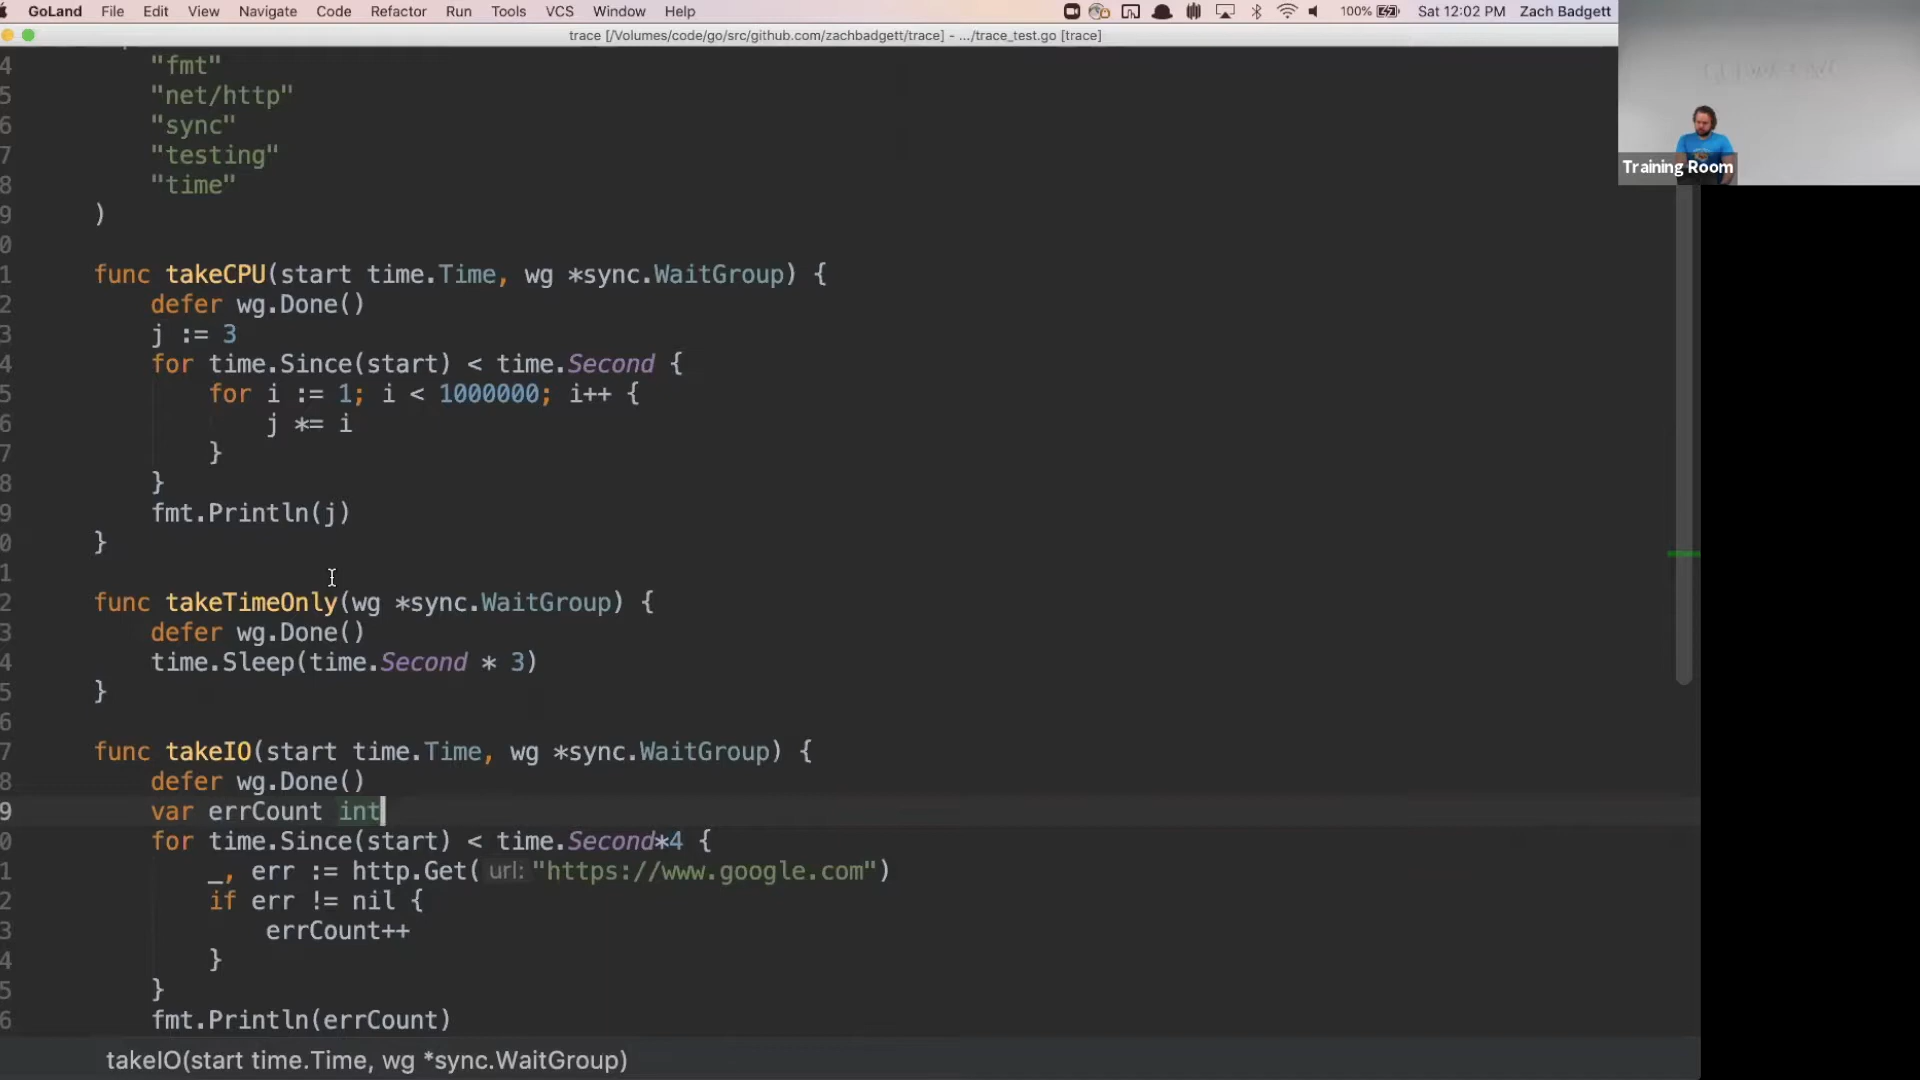 GoLand File Edit View Navigate Code Refactor Run Tools VCS Window Help 100% Sat 12:02 PM Zach Badgett
trace [/Volumes/code/go/src/github.com/zachbadgett/trace] - .../trace_test.go [trace]
4 "fmt"
5 "net/http"
6 "sync"
7 "testing"
8 "time"
9 )
0
1 func takeCPU(start time.Time, wg *sync.WaitGroup) {
2 defer wg.Done()
3 j := 3
4 for time.Since(start) < time.Second {
5 for i := 1; i < 1000000; i++ {
6 j *= i
7 }
8 }
9 fmt.Println(j)
0 }
1
2 func takeTimeOnly(wg *sync.WaitGroup) {
3 defer wg.Done()
4 time.Sleep(time.Second * 3)
5 }
6
7 func takeIO(start time.Time, wg *sync.WaitGroup) {
8 defer wg.Done()
9 var errCount int
0 for time.Since(start) < time.Second*4 {
1 _, err := http.Get( url: "https://www.google.com")
2 if err != nil {
3 errCount++
4 }
5 }
6 fmt.Println(errCount)
takeIO(start time.Time, wg *sync.WaitGroup)
Training Room